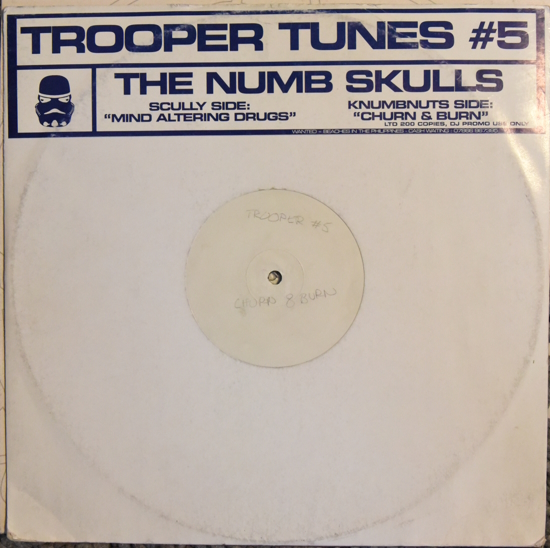 TROOPER TUNES #5
THE NUMB SKULLS
SCULLY SIDE:
"MIND ALTERING DRUGS"
KNUMBNUTS SIDE:
"CHURN & BURN"
LTD 200 COPIES, DJ PROMO USE ONLY
WANTED = BEACHES IN THE PHILIPPINES - CASH WAITING -
TROOPER #5
& BURN